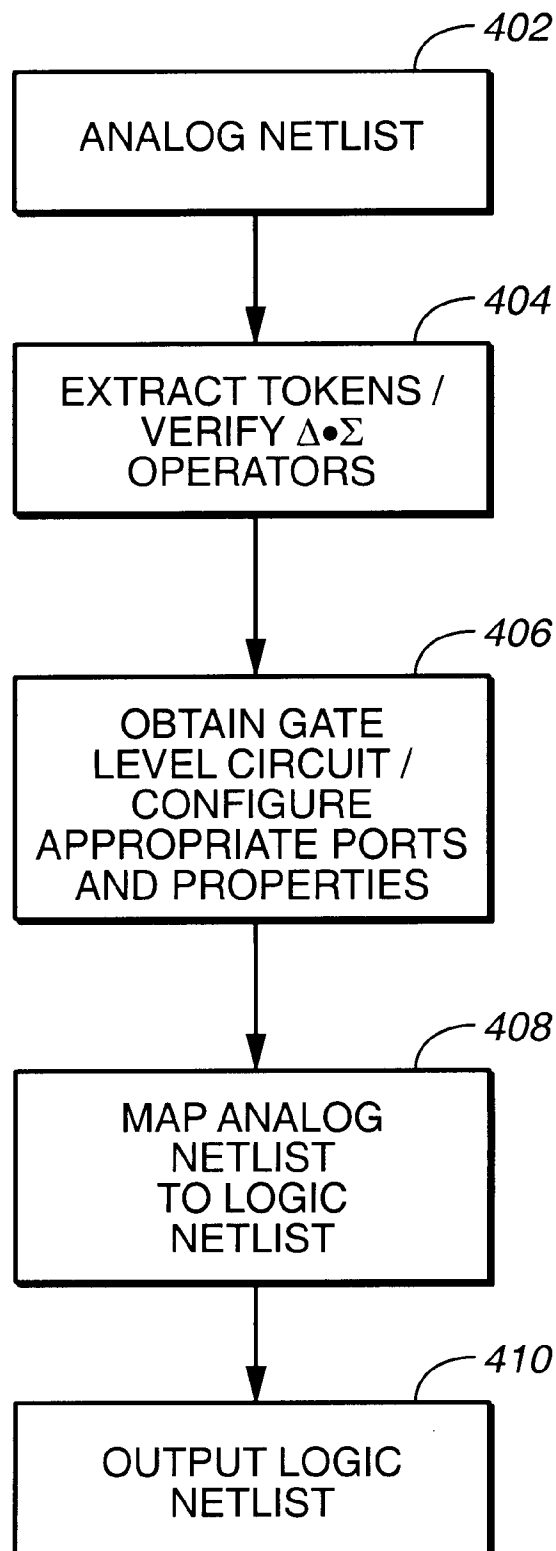 402
ANALOG NETLIST
404
EXTRACT TOKENS /
VERIFY Δ•Σ
OPERATORS
406
OBTAIN GATE
LEVEL CIRCUIT /
CONFIGURE
APPROPRIATE PORTS
AND PROPERTIES
408
MAP ANALOG
NETLIST
TO LOGIC
NETLIST
410
OUTPUT LOGIC
NETLIST